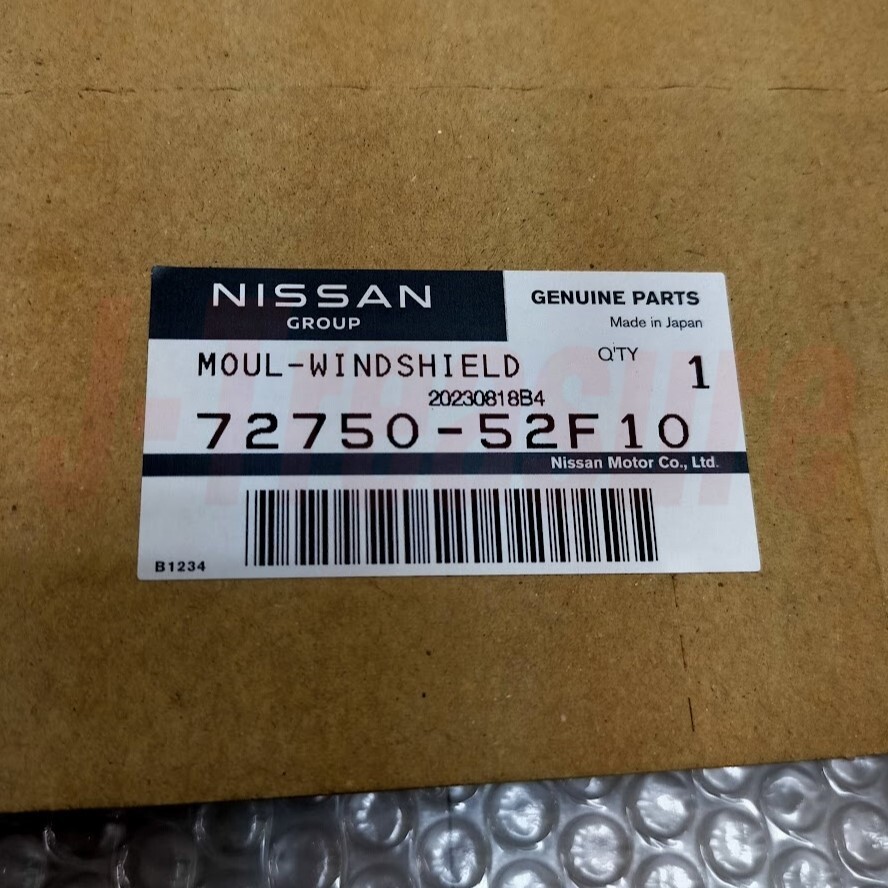 NISSAN
GROUP
GENUINE PARTS
Made in Japan
MOUL-WINDSHIELD
Q'TY 1
20230818B4
72750-52F10
Nissan Motor Co., Ltd.
B1234
J-Treasure